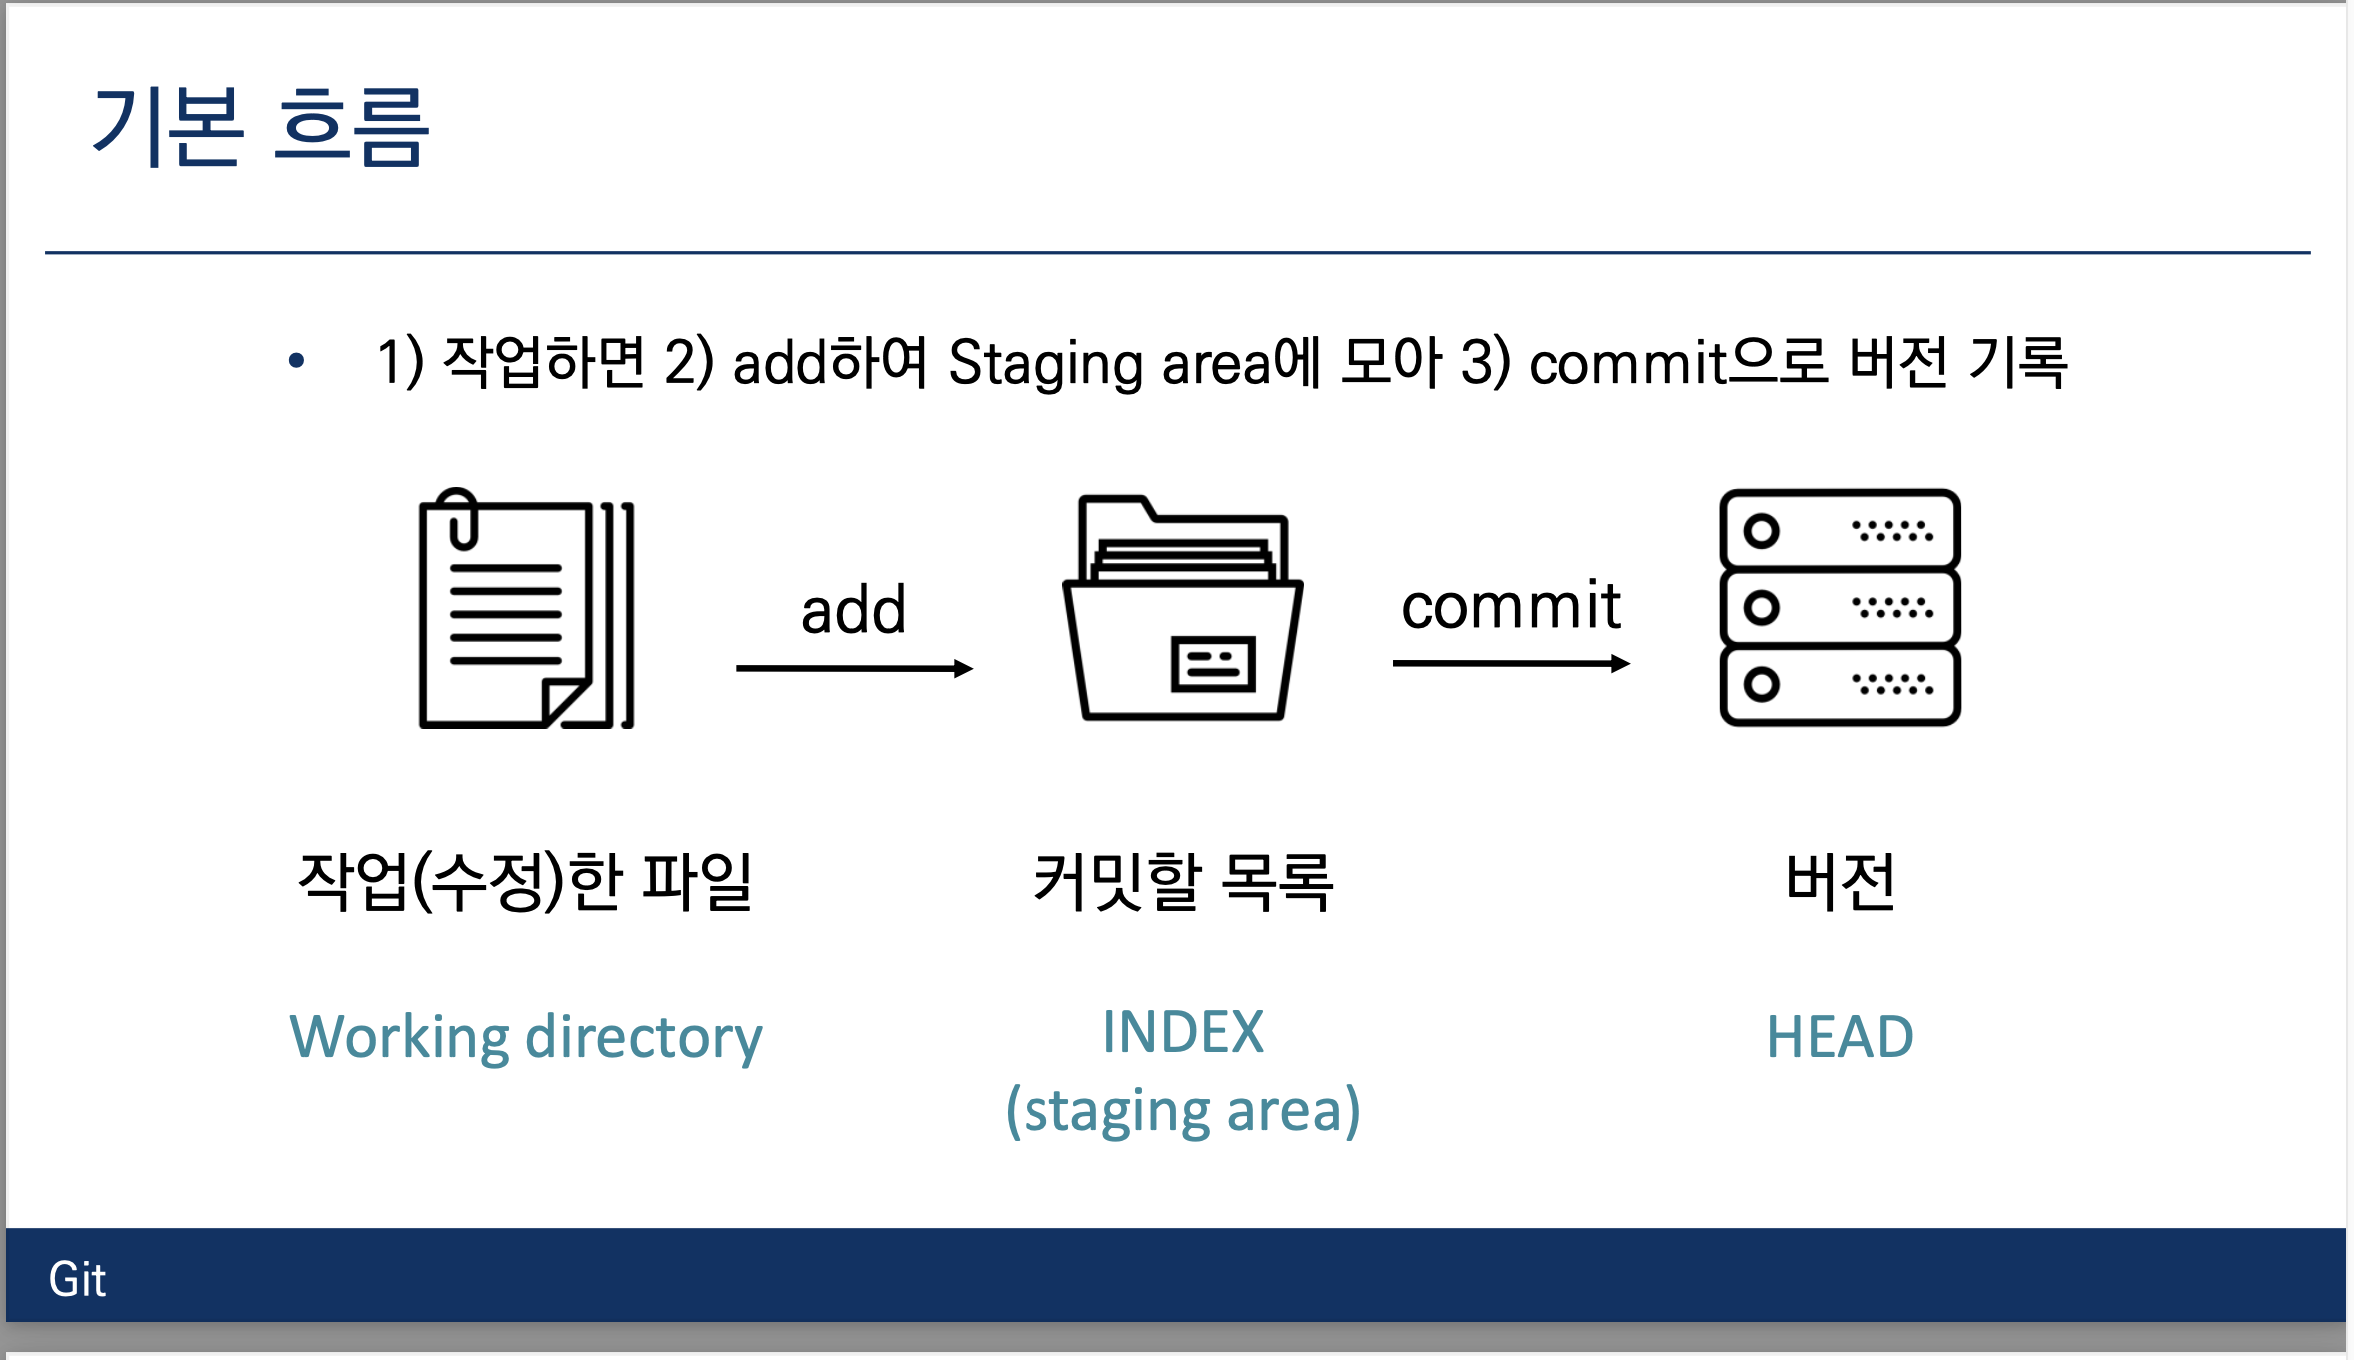 기본 흐름
• 1) 작업하면 2) add하여 Staging area에 모아 3) commit으로 버전 기록
add
commit
작업(수정)한 파일
커밋할 목록
버전
Working directory
INDEX
(staging area)
HEAD
Git